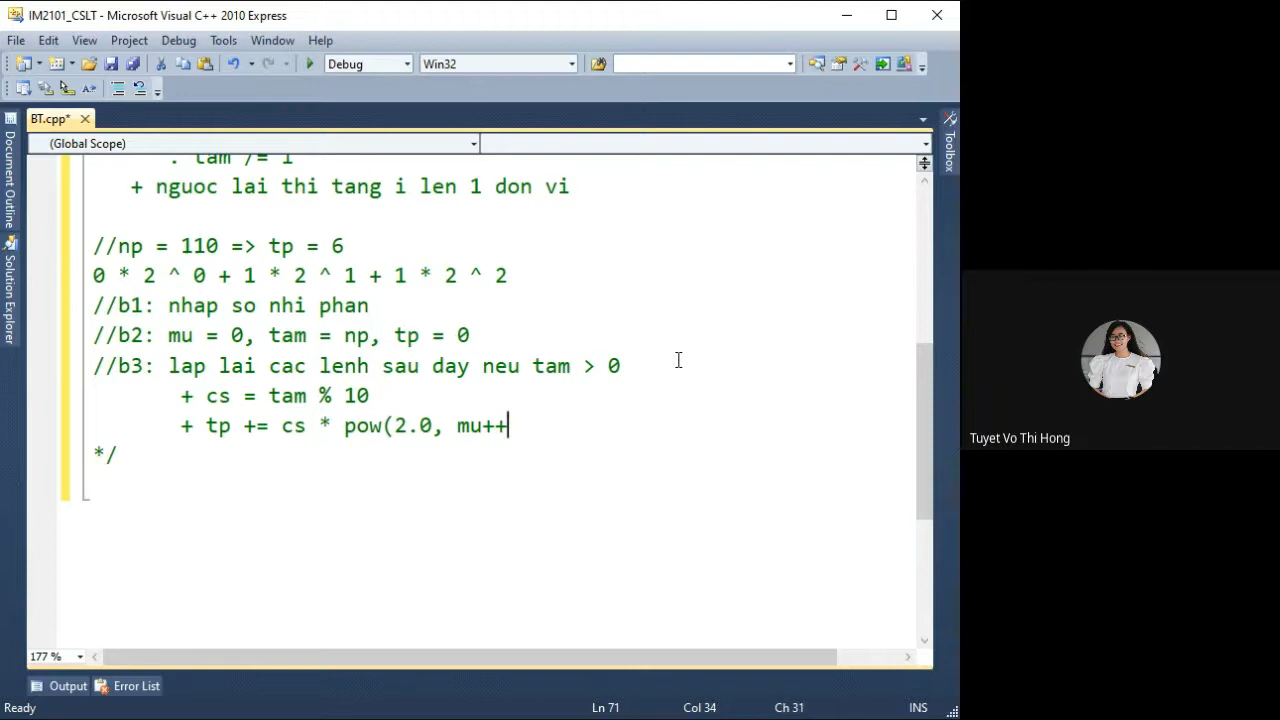 IM2101_CSLT - Microsoft Visual C++ 2010 Express
File Edit View Project Debug Tools Window Help
Debug Win32
BT.cpp*
(Global Scope)
. tam /= 1
+ nguoc lai thi tang i len 1 don vi
//np = 110 => tp = 6
0 * 2 ^ 0 + 1 * 2 ^ 1 + 1 * 2 ^ 2
//b1: nhap so nhi phan
//b2: mu = 0, tam = np, tp = 0
//b3: lap lai cac lenh sau day neu tam > 0
+ cs = tam % 10
+ tp += cs * pow(2.0, mu++
*/
Document Outline
Solution Explorer
Toolbox
Tuyet Vo Thi Hong
177 %
Output Error List
Ready Ln 71 Col 34 Ch 31 INS